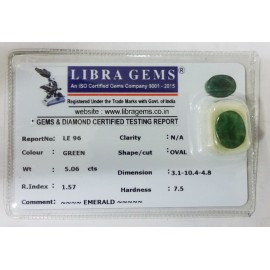 LIBRA GEMS
An ISO Certified Gems Company 9001 - 2015
Registered Under the Trade Marks with Govt. of India
website : www.libragems.co.in
GEMS & DIAMOND CERTIFIED TESTING REPORT
ReportNo LE 96 Clarity N/A
Colour GREEN Shape/cut OVAL
Wt 5.06 cts Dimension 3.1-10.4-4.8
R.Index 1.57 Hardness 7.5
Comment ~~~~ EMERALD ~~~~~